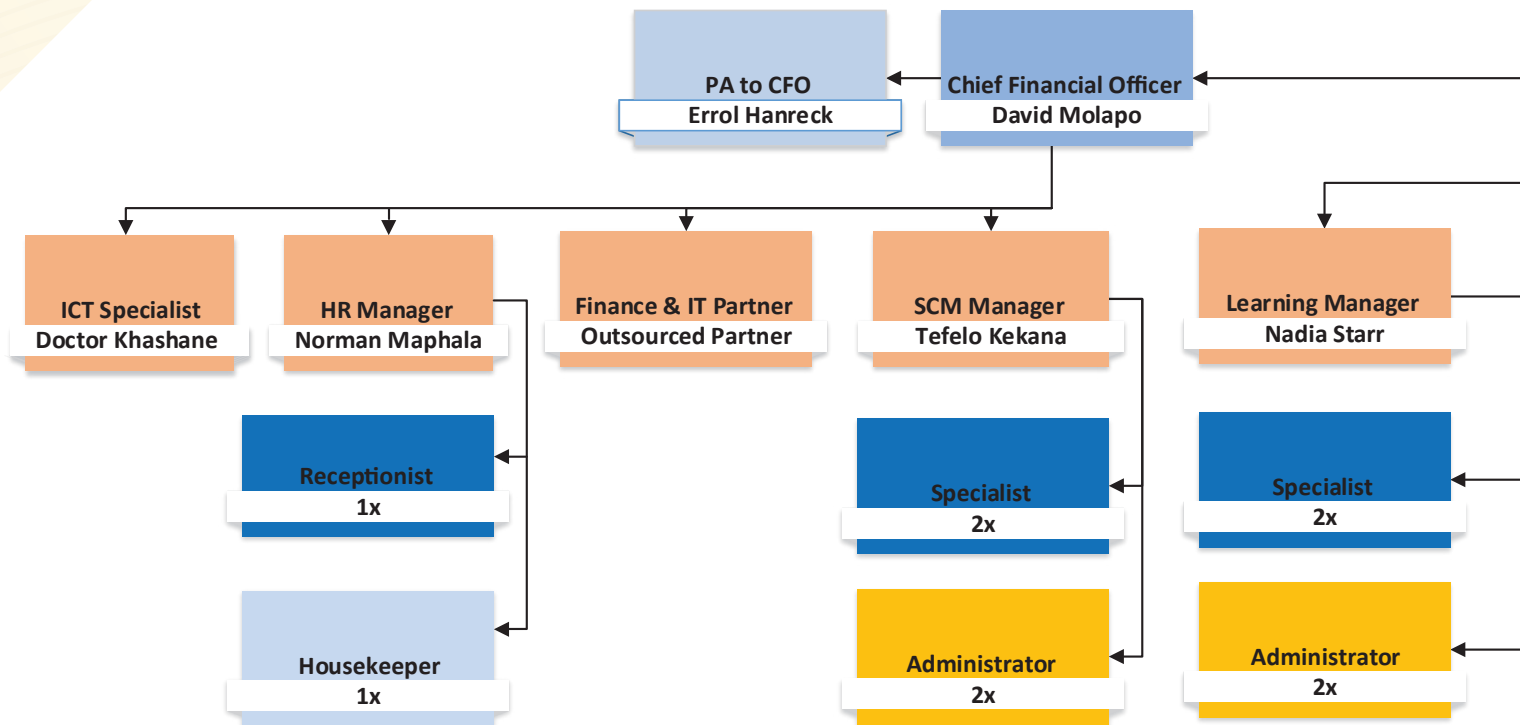 PA to CFO
Errol Hanreck
Chief Financial Officer
David Molapo
ICT Specialist
Doctor Khashane
HR Manager
Norman Maphala
Finance & IT Partner
Outsourced Partner
SCM Manager
Tefelo Kekana
Learning Manager
Nadia Starr
Receptionist
1x
Specialist
2x
Specialist
2x
Housekeeper
1x
Administrator
2x
Administrator
2x